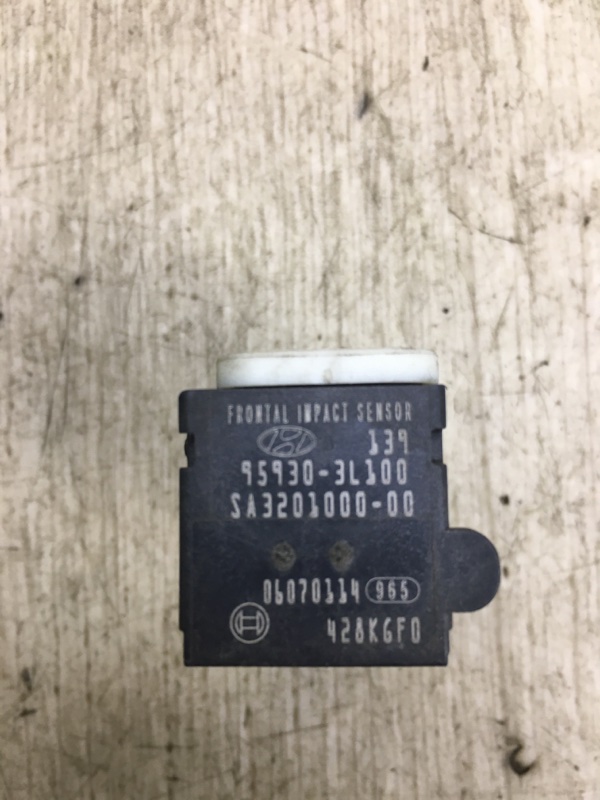 FRONTAL IMPACT SENSOR
139
95930-3L100
SA3201000-00
06070114 965
428KGF0